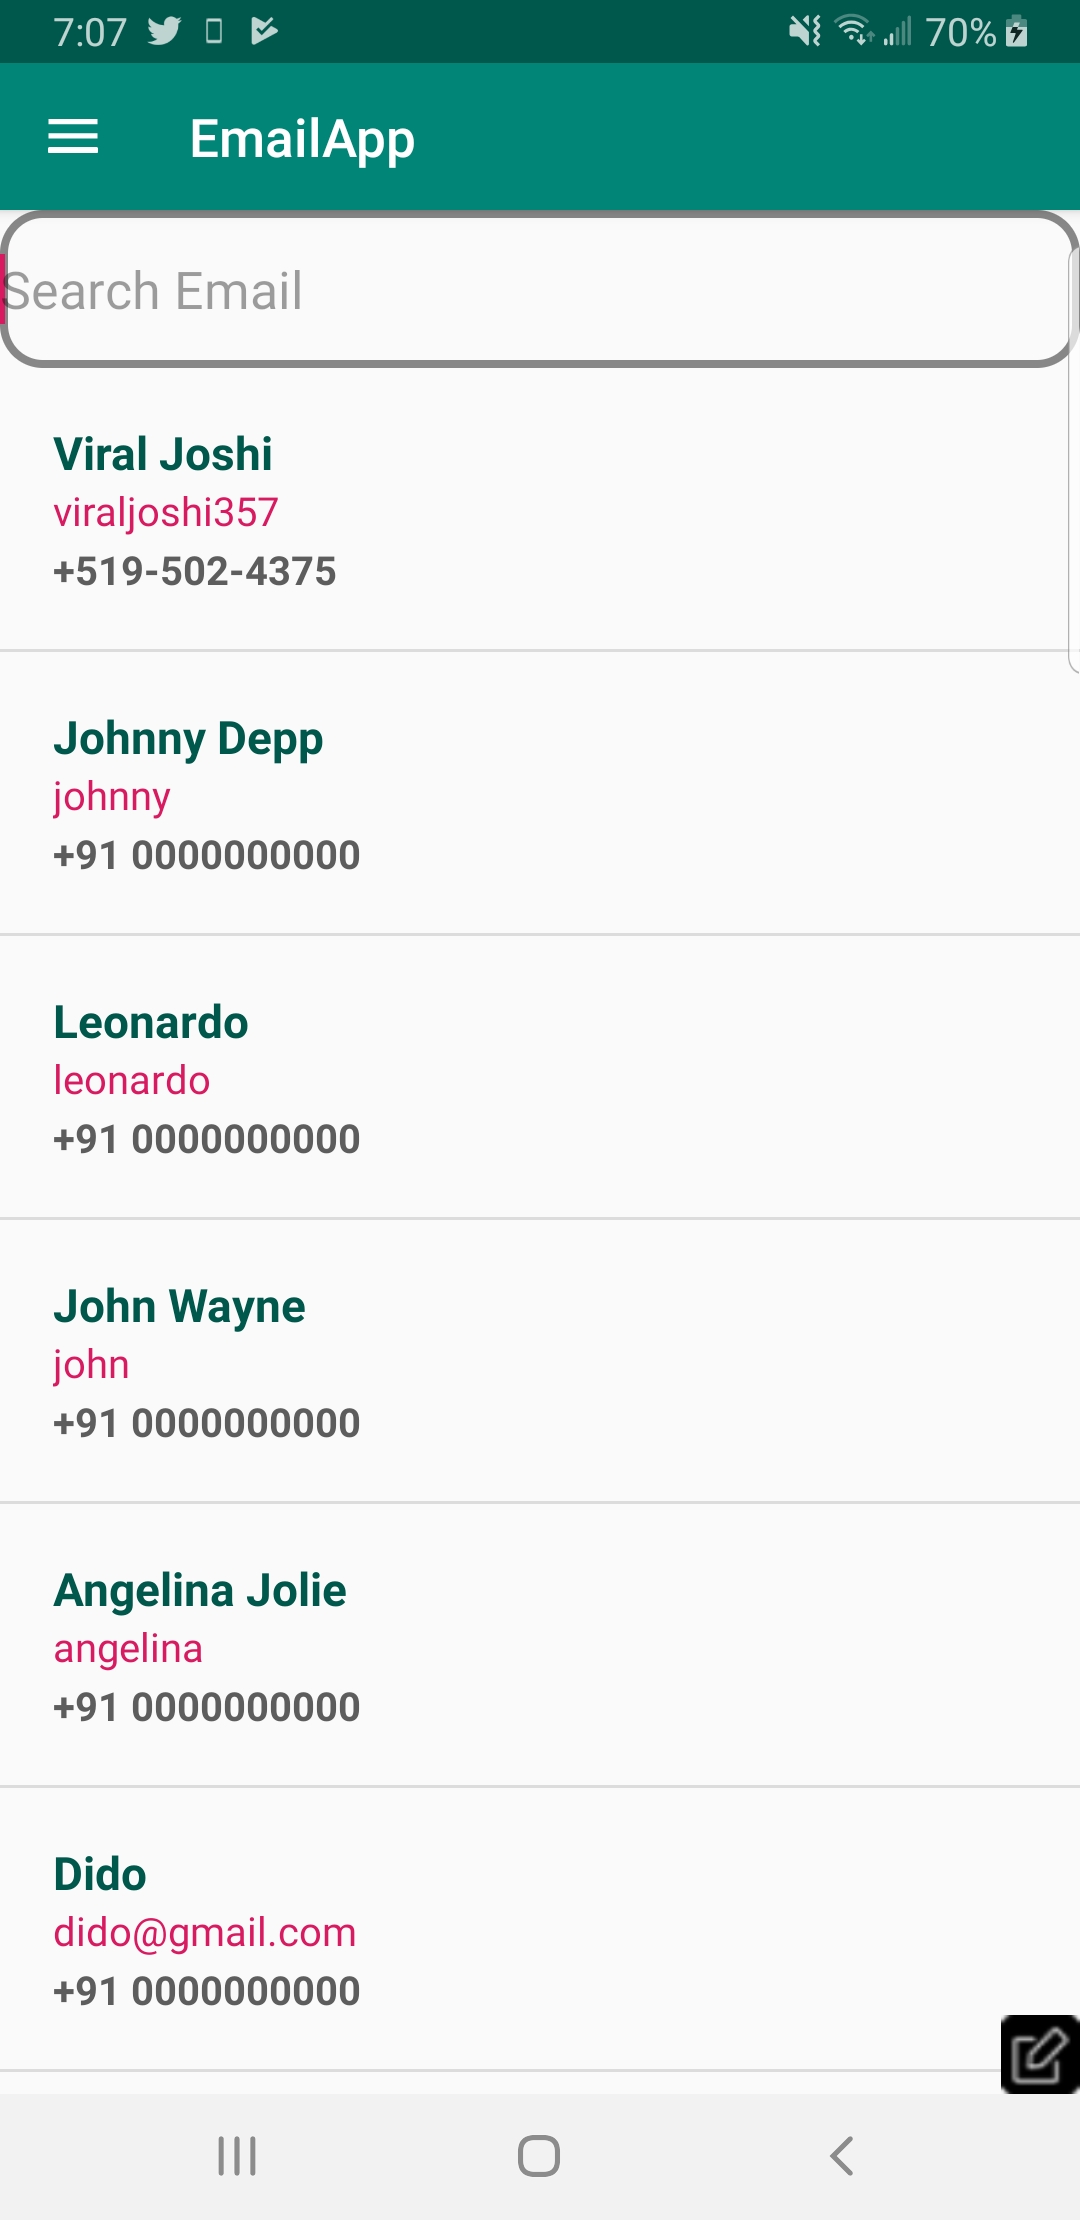 7:07 70%
EmailApp
Search Email
Viral Joshi
viraljoshi357
+519-502-4375
Johnny Depp
johnny
+91 0000000000
Leonardo
leonardo
+91 0000000000
John Wayne
john
+91 0000000000
Angelina Jolie
angelina
+91 0000000000
Dido
dido@gmail.com
+91 0000000000